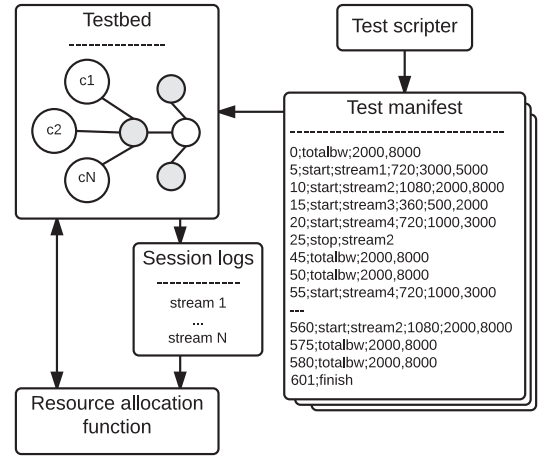 Testbed
--------------------
c1
c2
cN
Test scripter
Test manifest
-----------------------------------
0;totalbw;2000,8000
5;start;stream1;720;3000,5000
10;start;stream2;1080;2000,8000
15;start;stream3;360;500,2000
20;start;stream4;720;1000,3000
25;stop;stream2
45;totalbw;2000,8000
50;totalbw;2000,8000
55;start;stream4;720;1000,3000
---
560;start;stream2;1080;2000,8000
575;totalbw;2000,8000
580;totalbw;2000,8000
601;finish
Session logs
------------------
stream 1
...
stream N
Resource allocation
function